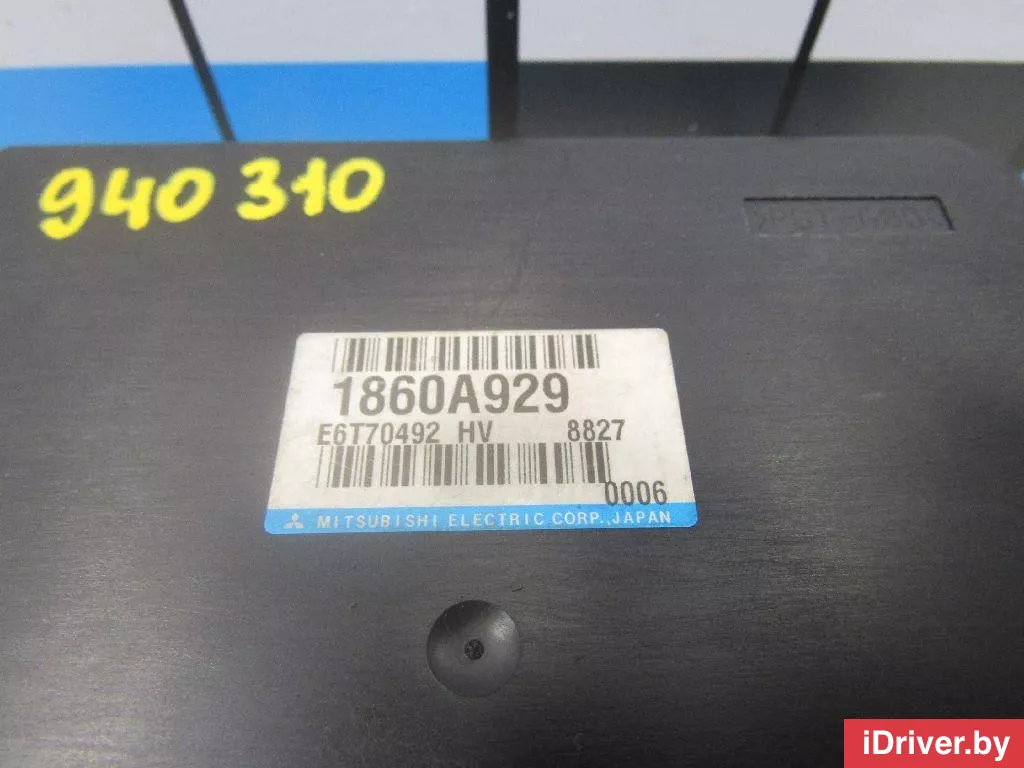 940 310
1860A929
E6T70492 HV 8827
0006
MITSUBISHI ELECTRIC CORP., JAPAN
iDriver.by